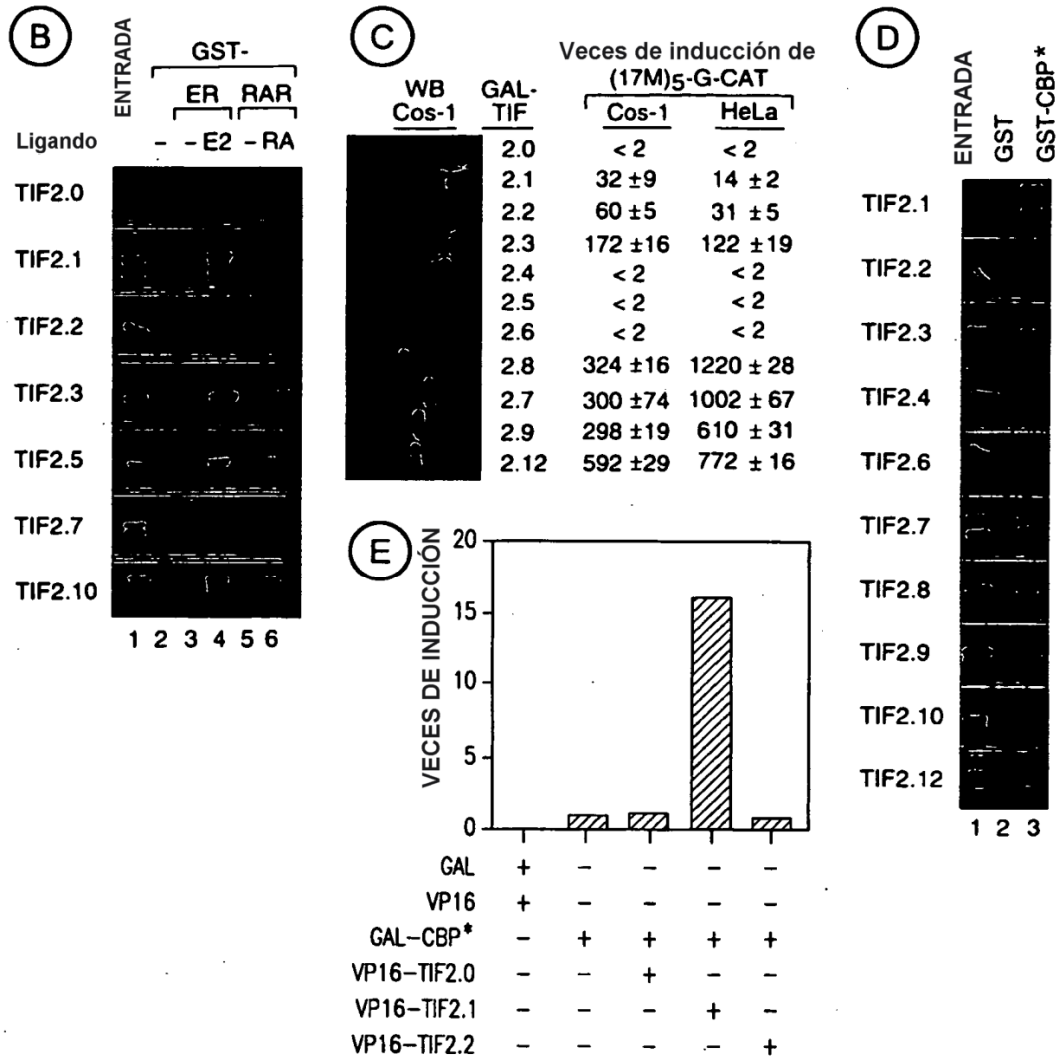 B
ENTRADA
GST-
ER RAR
Ligando - - E2 - RA
TIF2.0
TIF2.1
TIF2.2
TIF2.3
TIF2.5
TIF2.7
TIF2.10
1 2 3 4 5 6
C
Veces de inducción de
(17M)5-G-CAT
WB
Cos-1
GAL-
TIF
Cos-1 HeLa
2.0 < 2 < 2
2.1 32 ±9 14 ±2
2.2 60 ±5 31 ±5
2.3 172 ±16 122 ±19
2.4 < 2 < 2
2.5 < 2 < 2
2.6 < 2 < 2
2.8 324 ±16 1220 ± 28
2.7 300 ±74 1002 ± 67
2.9 298 ±19 610 ± 31
2.12 592 ±29 772 ± 16
D
ENTRADA
GST
GST-CBP*
TIF2.1
TIF2.2
TIF2.3
TIF2.4
TIF2.6
TIF2.7
TIF2.8
TIF2.9
TIF2.10
TIF2.12
1 2 3
E
VECES DE INDUCCIÓN
20
15
10
5
0
GAL + - - - -
VP16 + - - - -
GAL-CBP* - + + + +
VP16-TIF2.0 - - + - -
VP16-TIF2.1 - - - + -
VP16-TIF2.2 - - - - +